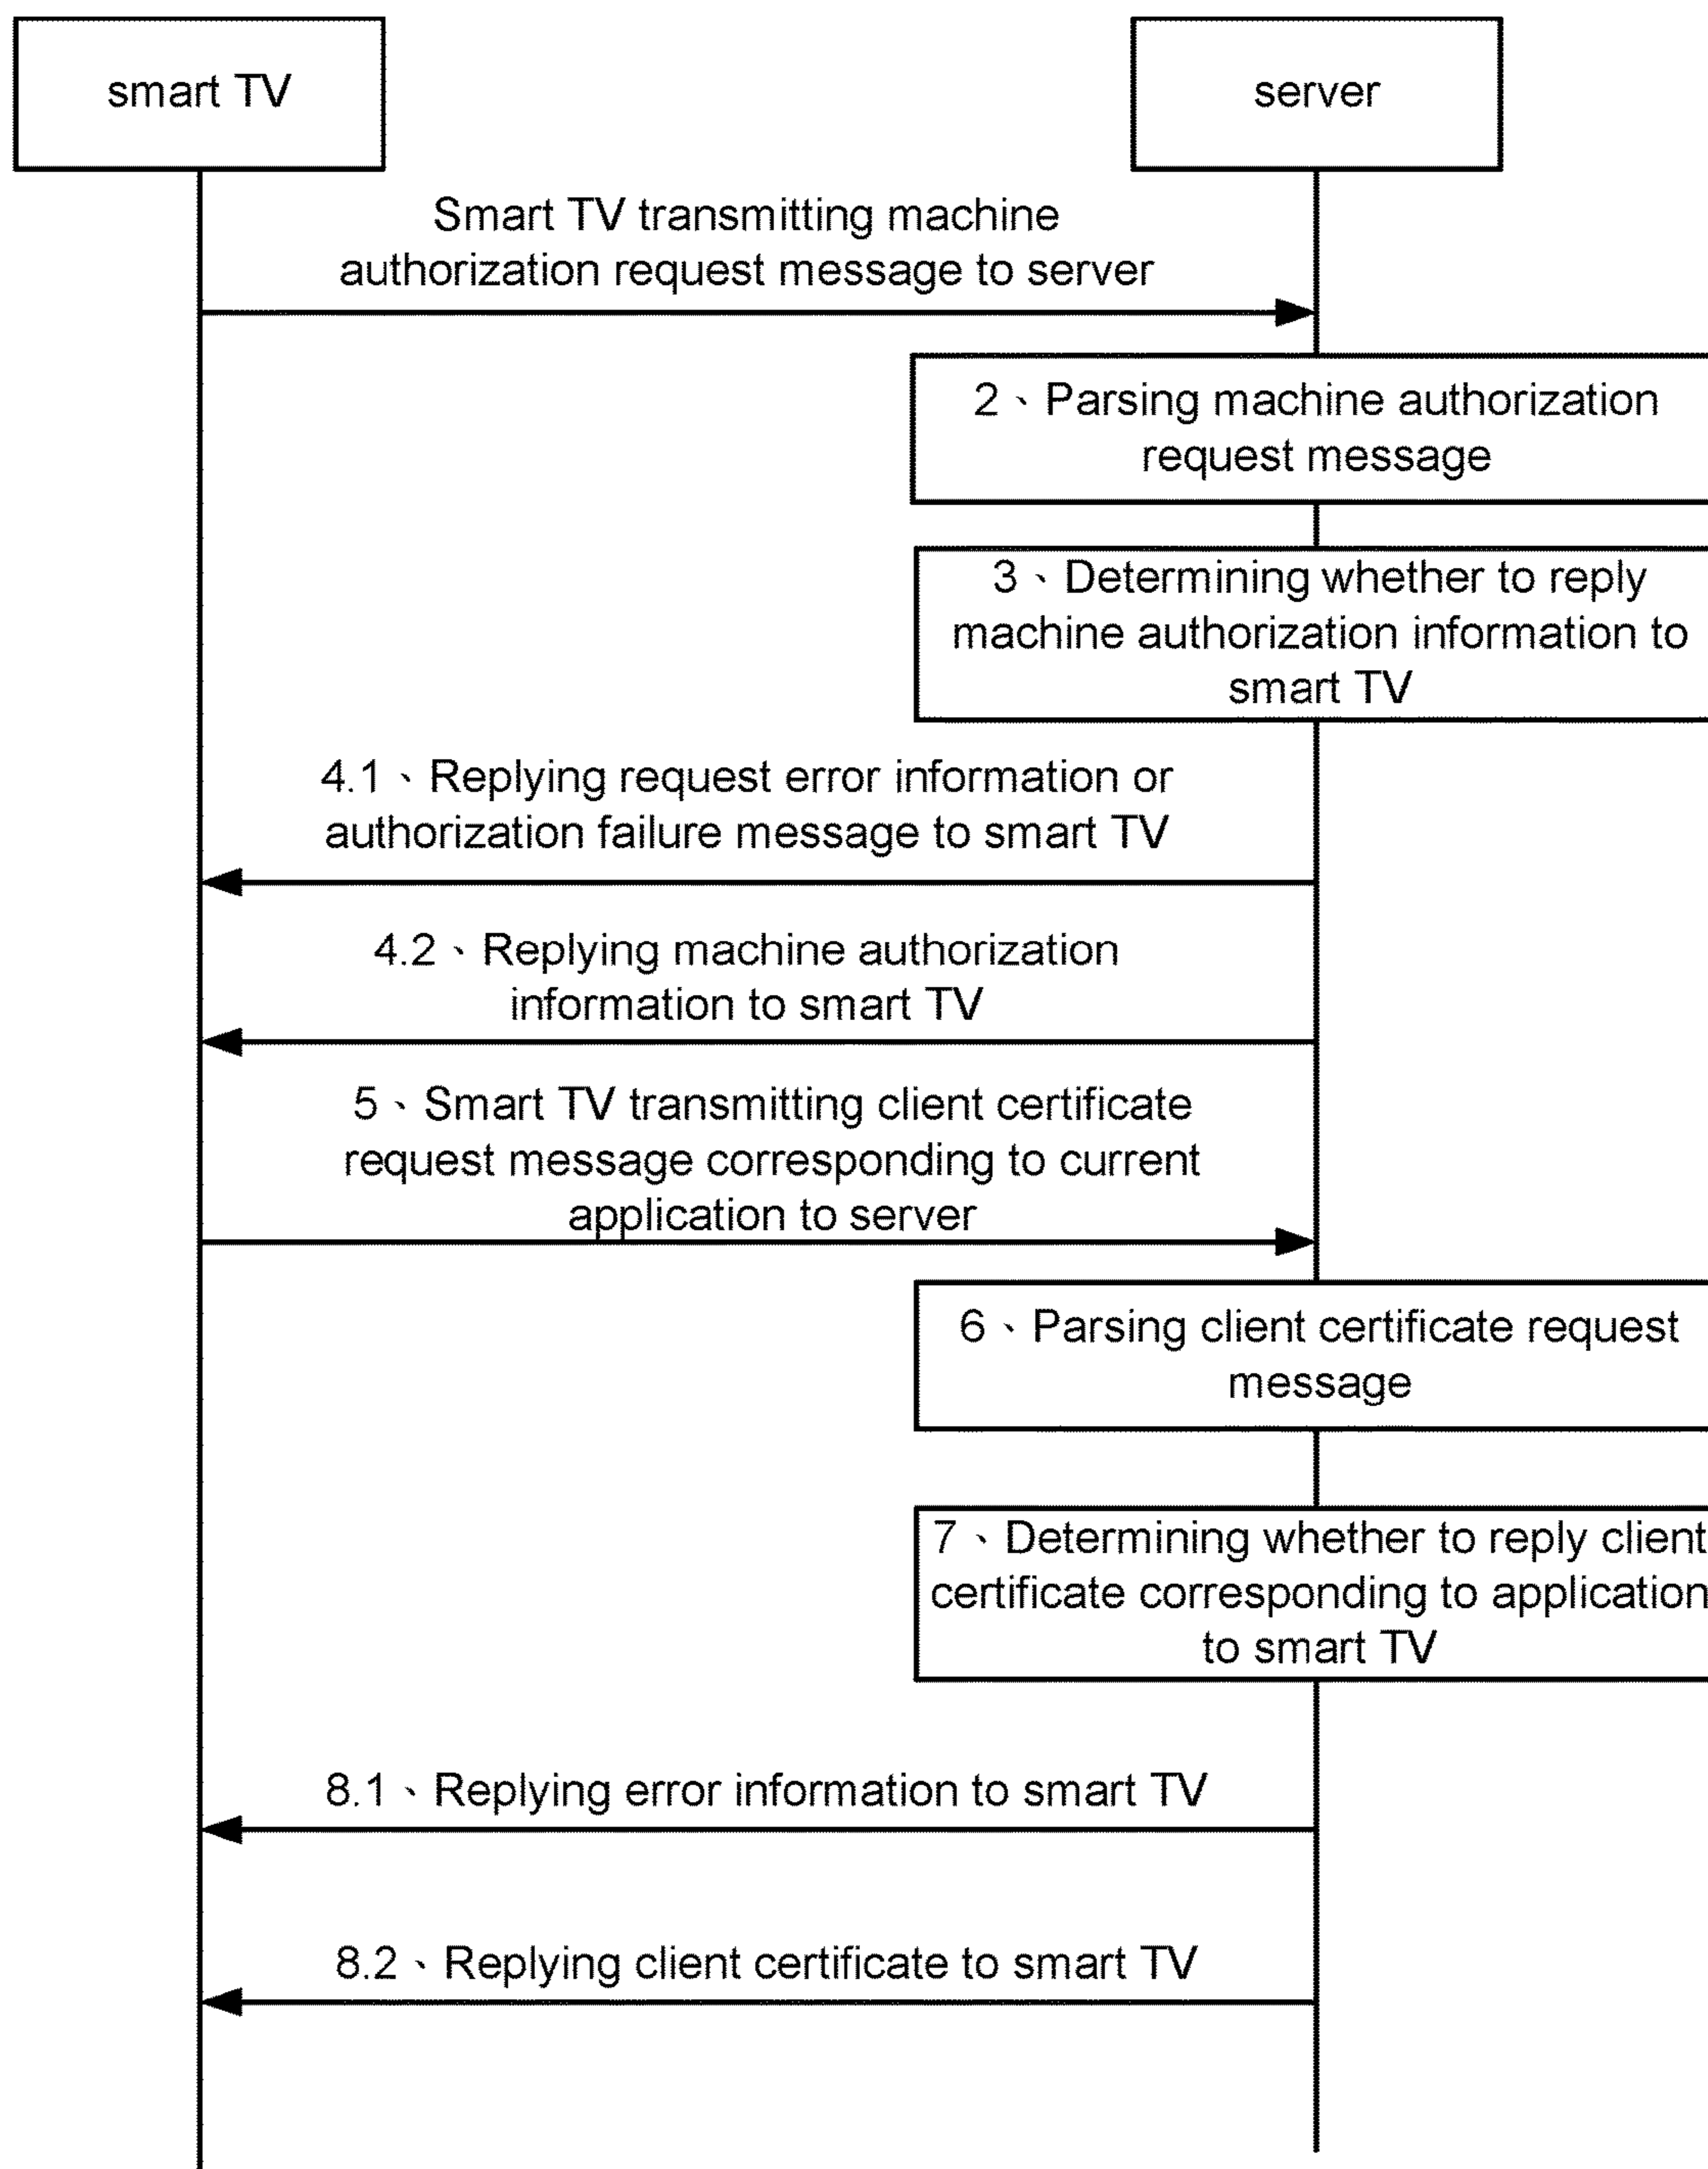 smart TV
server
Smart TV transmitting machine
authorization request message to server
2、Parsing machine authorization
request message
3、Determining whether to reply
machine authorization information to
smart TV
4.1、Replying request error information or
authorization failure message to smart TV
4.2、Replying machine authorization
information to smart TV
5、Smart TV transmitting client certificate
request message corresponding to current
application to server
6、Parsing client certificate request
message
7、Determining whether to reply client
certificate corresponding to application
to smart TV
8.1、Replying error information to smart TV
8.2、Replying client certificate to smart TV